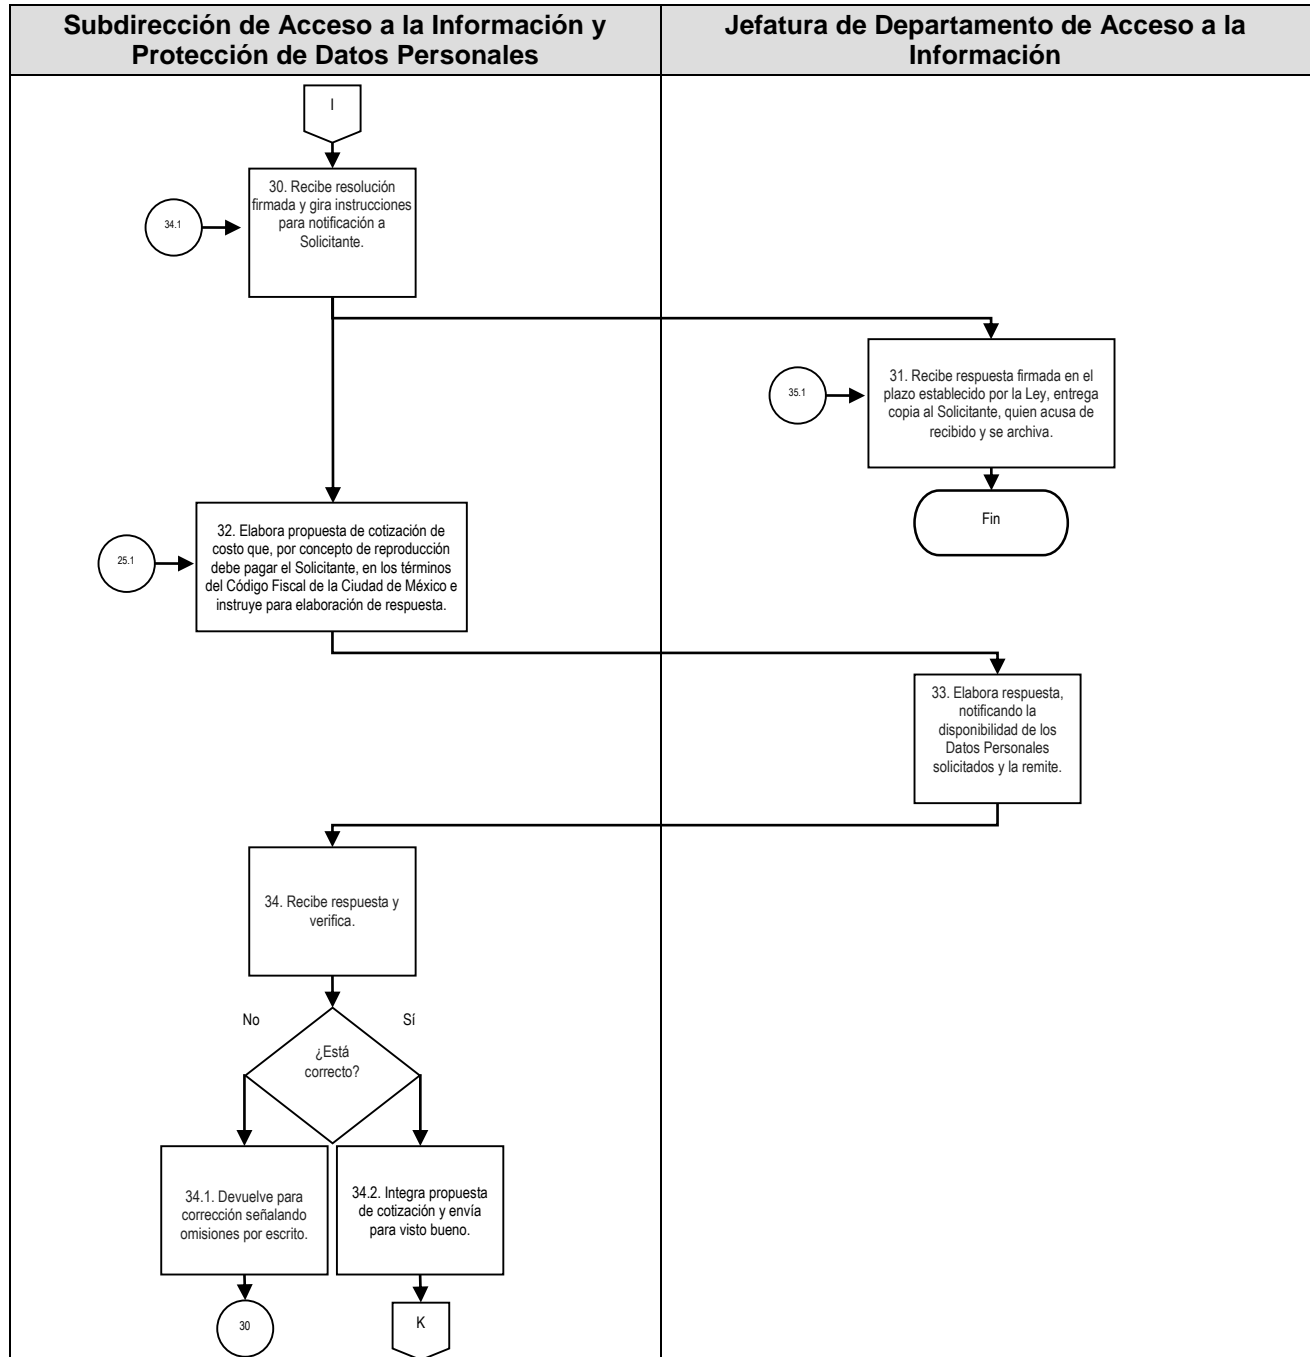 Subdirección de Acceso a la Información y
Protección de Datos Personales
Jefatura de Departamento de Acceso a la
Información
I
30. Recibe resolución
firmada y gira instrucciones
para notificación a
Solicitante.
34.1
31. Recibe respuesta firmada en el
plazo establecido por la Ley, entrega
copia al Solicitante, quien acusa de
recibido y se archiva.
35.1
Fin
32. Elabora propuesta de cotización de
costo que, por concepto de reproducción
debe pagar el Solicitante, en los términos
del Código Fiscal de la Ciudad de México e
instruye para elaboración de respuesta.
25.1
33. Elabora respuesta,
notificando la
disponibilidad de los
Datos Personales
solicitados y la remite.
34. Recibe respuesta y
verifica.
No
Sí
¿Está
correcto?
34.1. Devuelve para
corrección señalando
omisiones por escrito.
34.2. Integra propuesta
de cotización y envía
para visto bueno.
30
K